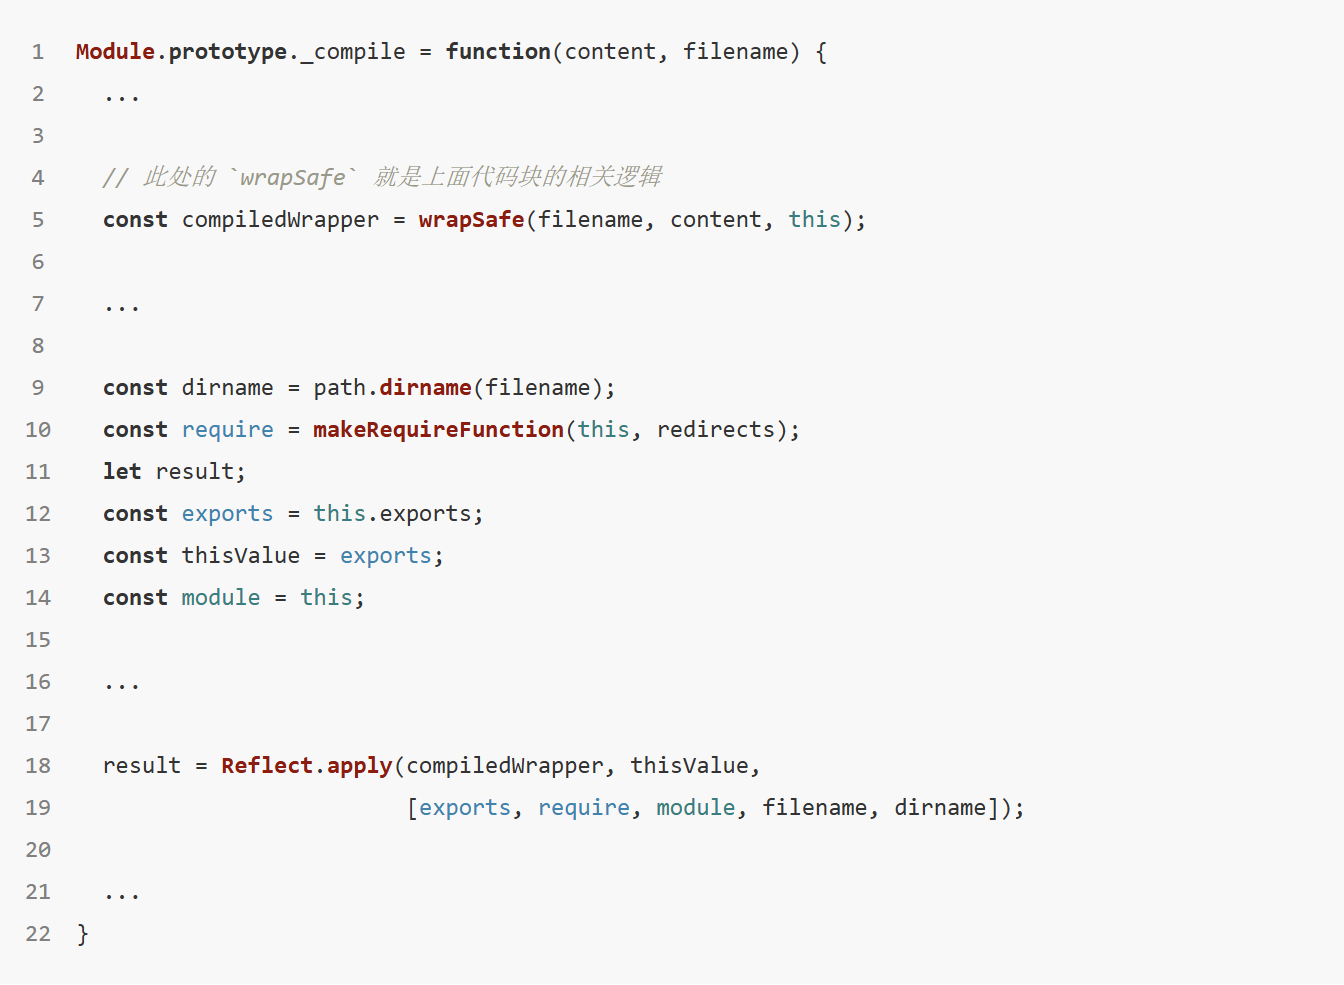 1 Module.prototype._compile = function(content, filename) {
2   ...
3
4   // 此处的 `wrapSafe` 就是上面代码块的相关逻辑
5   const compiledWrapper = wrapSafe(filename, content, this);
6
7   ...
8
9   const dirname = path.dirname(filename);
10   const require = makeRequireFunction(this, redirects);
11   let result;
12   const exports = this.exports;
13   const thisValue = exports;
14   const module = this;
15
16   ...
17
18   result = Reflect.apply(compiledWrapper, thisValue,
19                          [exports, require, module, filename, dirname]);
20
21   ...
22 }